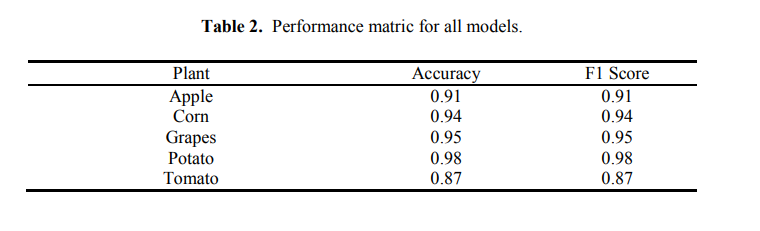 Table 2. Performance matric for all models.
Plant Accuracy F1 Score
Apple 0.91 0.91
Corn 0.94 0.94
Grapes 0.95 0.95
Potato 0.98 0.98
Tomato 0.87 0.87